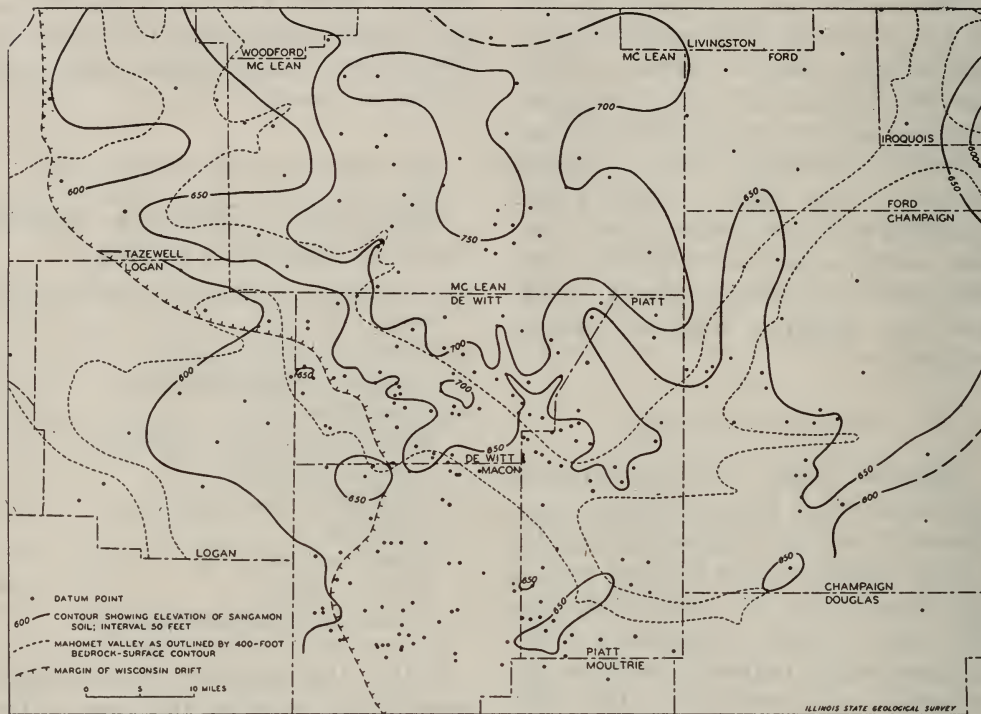 WOODFORD
MC LEAN
LIVINGSTON
MC LEAN
FORD
700
IROQUOIS
600
650
600
650
650
FORD
CHAMPAIGN
750
TAZEWELL
LOGAN
MC LEAN
DE WITT
PIATT
700
600
650
700
650
DE WITT
MACON
650
650
600
LOGAN
650
650
650
CHAMPAIGN
DOUGLAS
PIATT
MOULTRIE
• DATUM POINT
600 CONTOUR SHOWING ELEVATION OF SANGAMON
SOIL; INTERVAL 50 FEET
MAHOMET VALLEY AS OUTLINED BY 400-FOOT
BEDROCK-SURFACE CONTOUR
MARGIN OF WISCONSIN DRIFT
0 5 10 MILES
ILLINOIS STATE GEOLOGICAL SURVEY